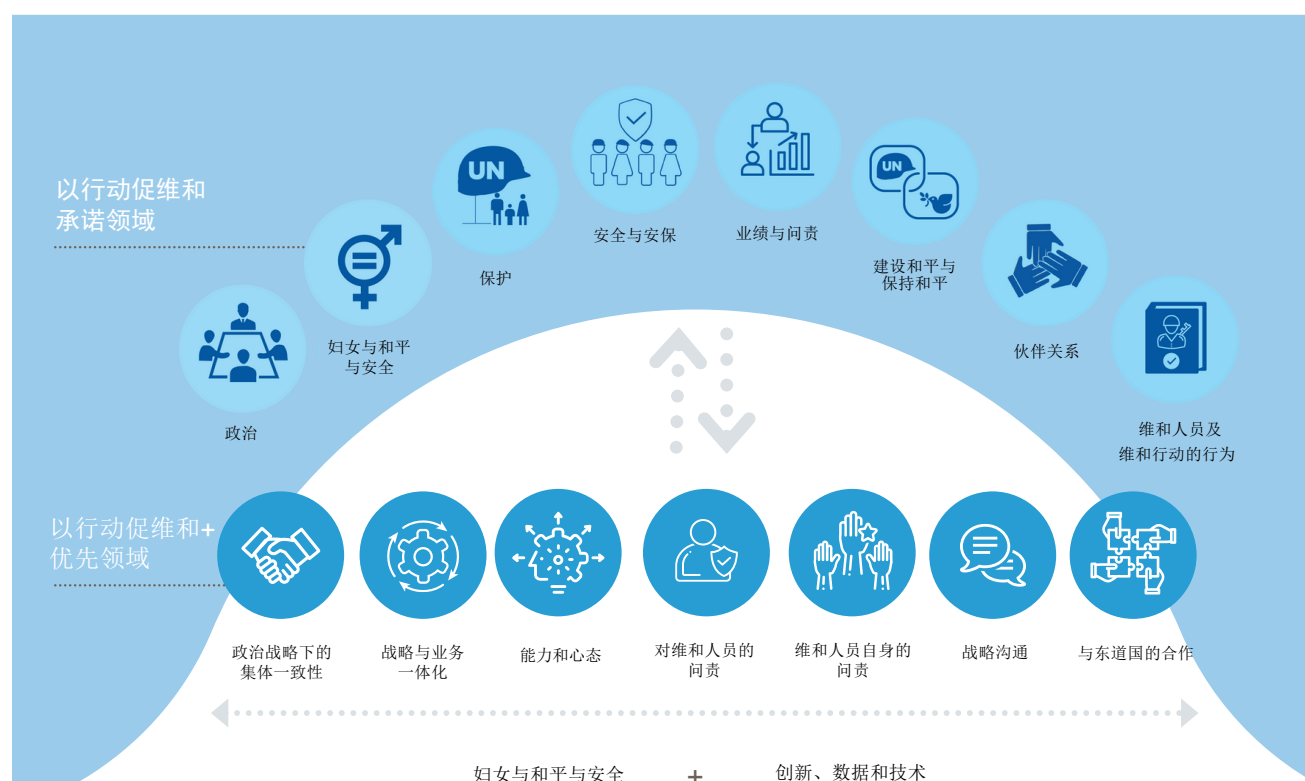 以行动促维和
承诺领域
政治
妇女与和平
与安全
UN
保护
安全与安保
业绩与问责
UN
建设和平与
保持和平
伙伴关系
维和人员及
维和行动的行为
以行动促维和+
优先领域
政治战略下的
集体一致性
战略与业务
一体化
能力和心态
对维和人员的
问责
维和人员自身的
问责
战略沟通
与东道国的合作
妇女与和平与安全 + 创新、数据和技术